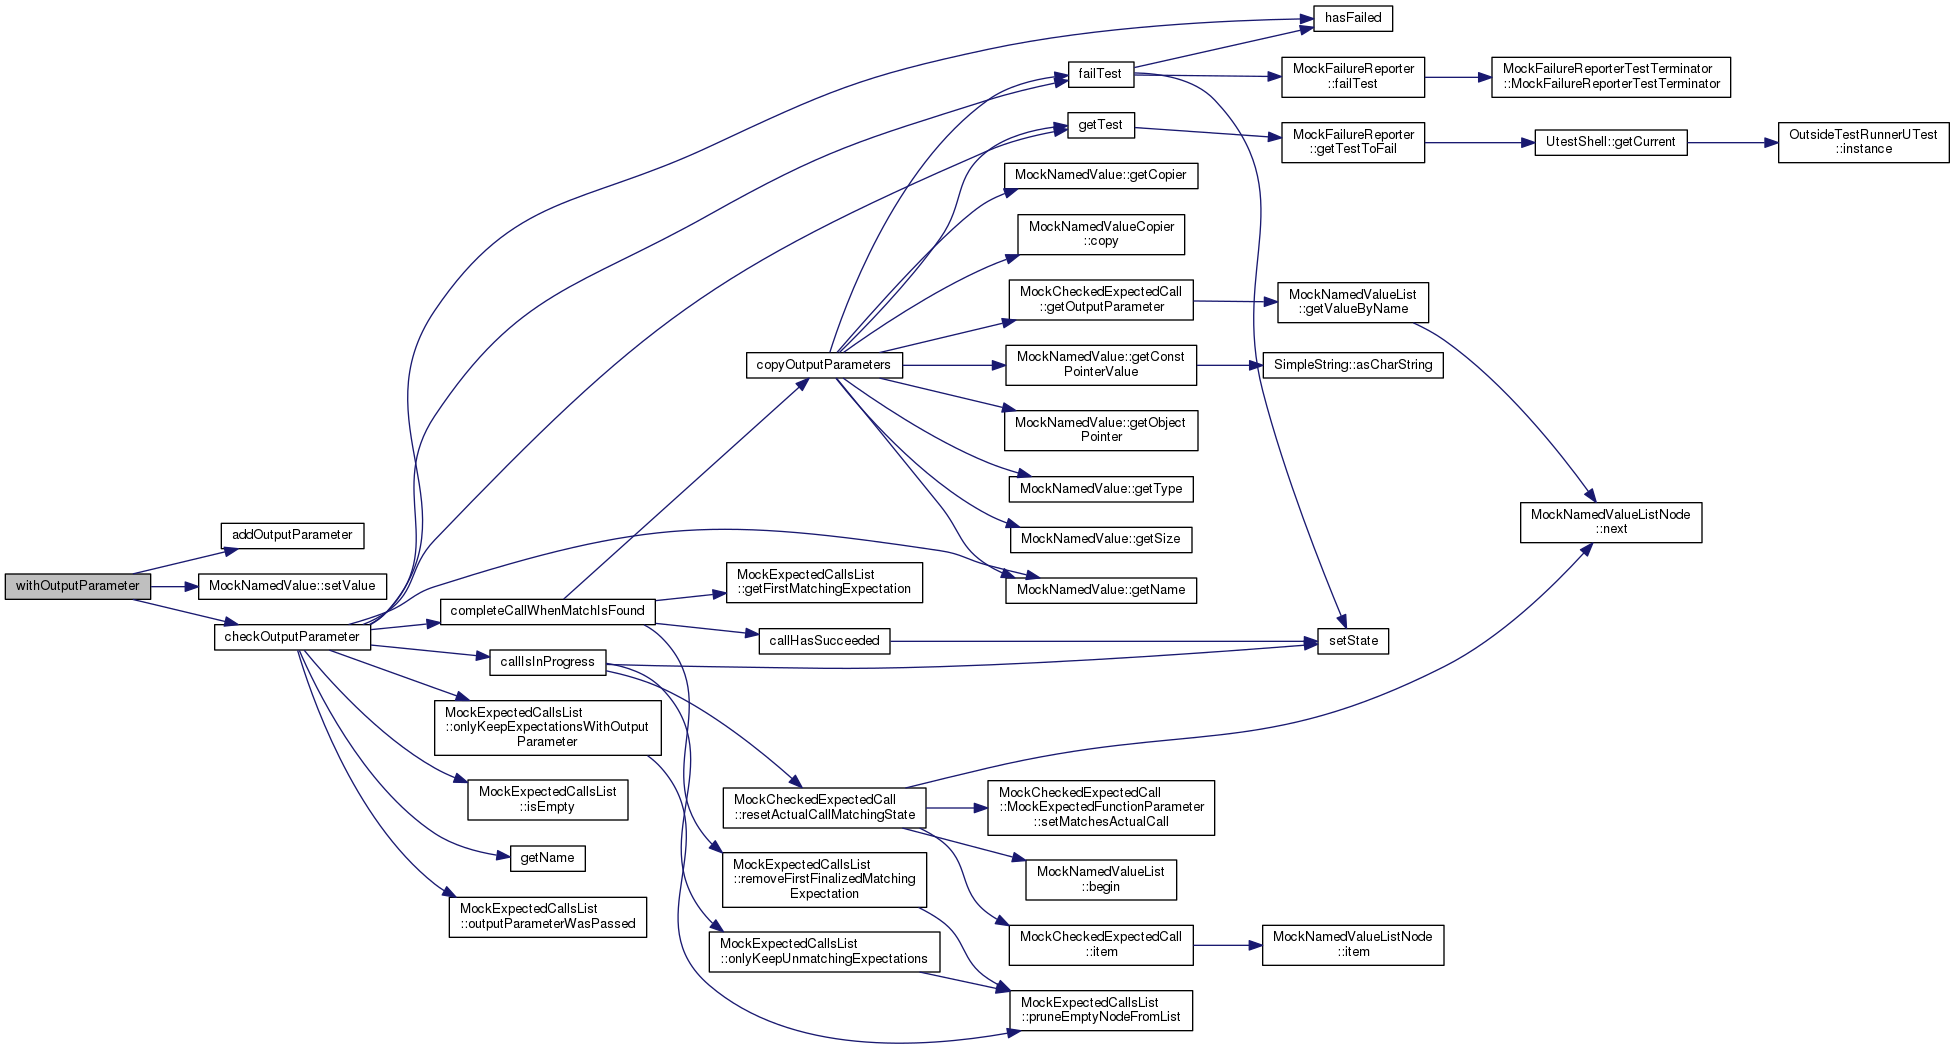 hasFailed
failTest
MockFailureReporter
::failTest
MockFailureReporterTestTerminator
::MockFailureReporterTestTerminator
getTest
MockFailureReporter
::getTestToFail
UtestShell::getCurrent
OutsideTestRunnerUTest
::instance
MockNamedValue::getCopier
MockNamedValueCopier
::copy
MockCheckedExpectedCall
::getOutputParameter
MockNamedValueList
::getValueByName
copyOutputParameters
MockNamedValue::getConst
PointerValue
SimpleString::asCharString
MockNamedValue::getObject
Pointer
MockNamedValue::getType
MockNamedValueListNode
::next
addOutputParameter
MockNamedValue::getSize
withOutputParameter
MockNamedValue::setValue
MockExpectedCallsList
::getFirstMatchingExpectation
MockNamedValue::getName
completeCallWhenMatchIsFound
checkOutputParameter
callHasSucceeded
setState
callIsInProgress
MockExpectedCallsList
::onlyKeepExpectationsWithOutput
Parameter
MockExpectedCallsList
::isEmpty
MockCheckedExpectedCall
::resetActualCallMatchingState
MockCheckedExpectedCall
::MockExpectedFunctionParameter
::setMatchesActualCall
getName
MockExpectedCallsList
::removeFirstFinalizedMatching
Expectation
MockNamedValueList
::begin
MockExpectedCallsList
::outputParameterWasPassed
MockExpectedCallsList
::onlyKeepUnmatchingExpectations
MockCheckedExpectedCall
::item
MockNamedValueListNode
::item
MockExpectedCallsList
::pruneEmptyNodeFromList